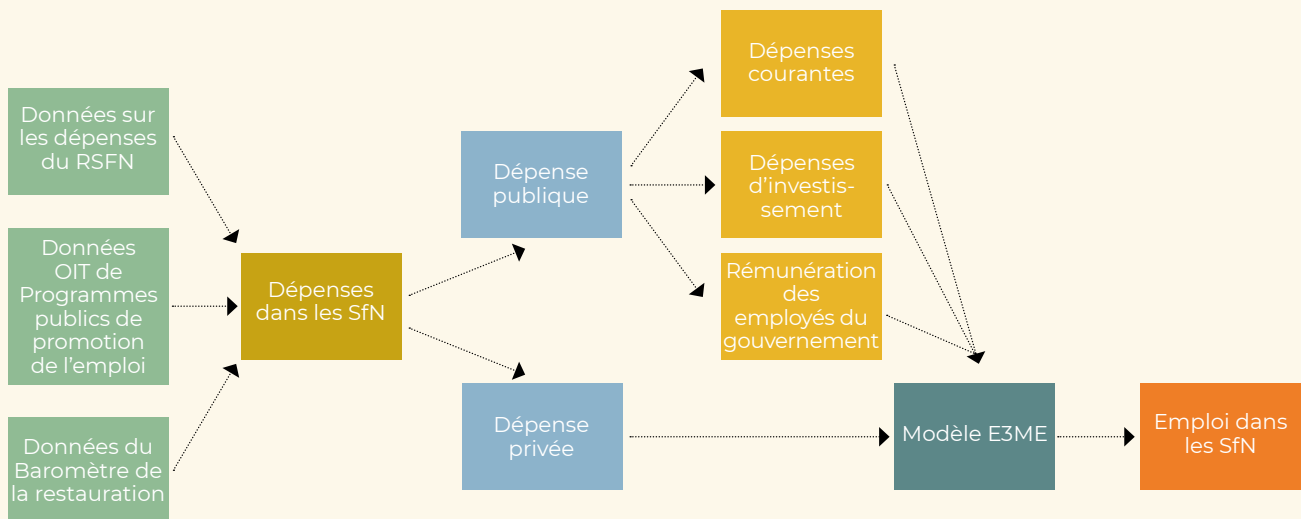 Données sur
les dépenses
du RSFN
Données
OIT de
Programmes
publics de
promotion
de l'emploi
Données du
Baromètre de
la restauration
Dépenses
dans les SfN
Dépense
publique
Dépense
privée
Dépenses
courantes
Dépenses
d'investis-
sement
Rémunération
des
employés du
gouvernement
Modèle E3ME
Emploi dans
les SfN